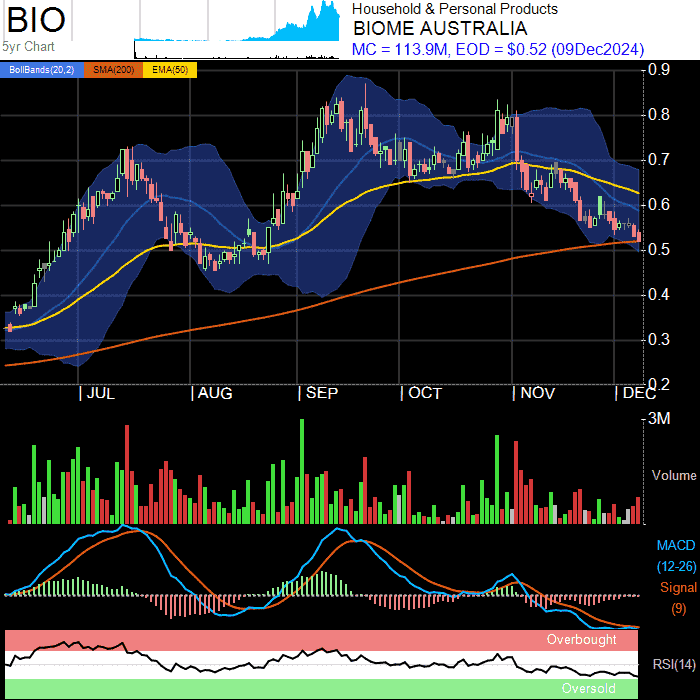 BIO
Household & Personal Products
BIOME AUSTRALIA
5yr Chart
MC = 113.9M, EOD = $0.52 (09Dec2024)
BollBands(20,2) SMA(200) EMA(50)
0.9
0.8
0.7
0.6
0.5
0.4
0.3
0.2
| JUL | AUG | SEP | OCT | NOV | DEC
3M
Volume
MACD
(12-26)
Signal
(9)
Overbought
RSI(14)
Oversold